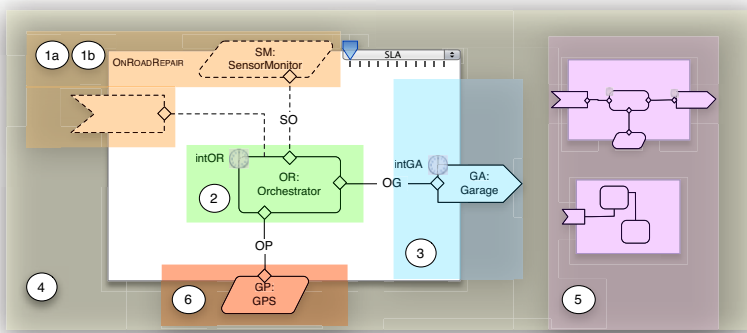 1a 1b
ONROADREPAIR
SM:
SensorMonitor
SLA
SO
intOR
OR:
Orchestrator
intGA
GA:
Garage
OG
2
OP
3
4
6
GP:
GPS
5